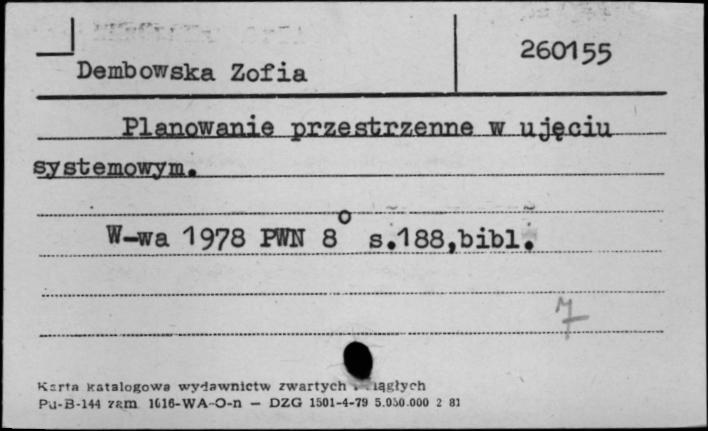 260155
Dembowska Zofia
Planowanie przestrzenne w ujęciu
systemowym.
W-wa 1978 PWN 8° s.188,bibl.
7
Karta katalogowa wydawnictw zwartych i ciągłych
Pu-B-144 zam. 1616-WA-O-n — DZG 1501-4-79 5.050.000 2 81